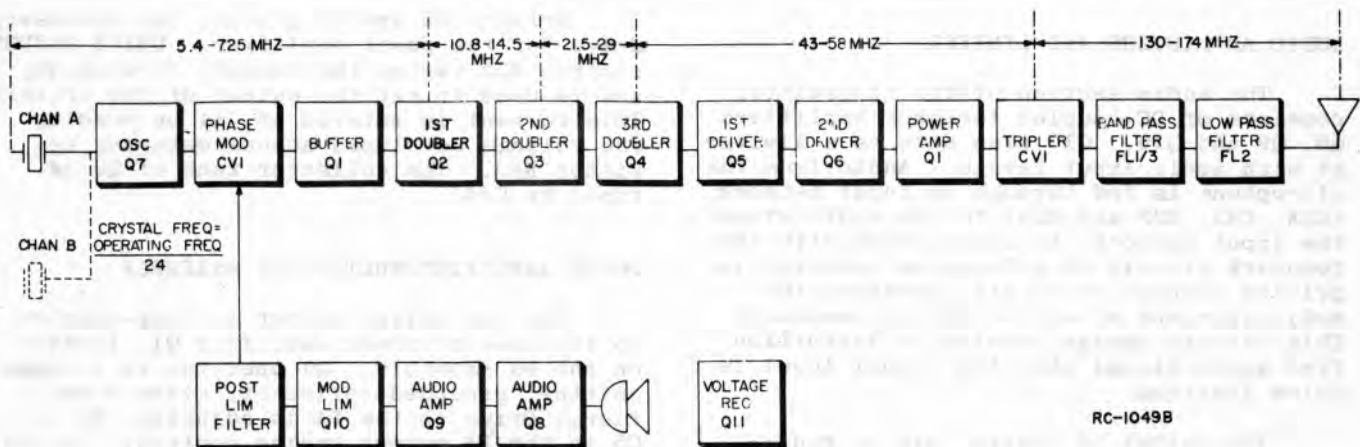 5.4-725 MHZ
10.8-14.5 MHZ
21.5-29 MHZ
43-58 MHZ
130-174 MHZ
CHAN A
OSC Q7
PHASE MOD CV1
BUFFER Q1
1ST DOUBLER Q2
2ND DOUBLER Q3
3RD DOUBLER Q4
1ST DRIVER Q5
2ND DRIVER Q6
POWER AMP Q1
TRIPLER CV1
BAND PASS FILTER FL1/3
LOW PASS FILTER FL2
CHAN B
CRYSTAL FREQ=
OPERATING FREQ
24
POST LIM FILTER
MOD LIM Q10
AUDIO AMP Q9
AUDIO AMP Q8
VOLTAGE REC Q11
RC-1049B